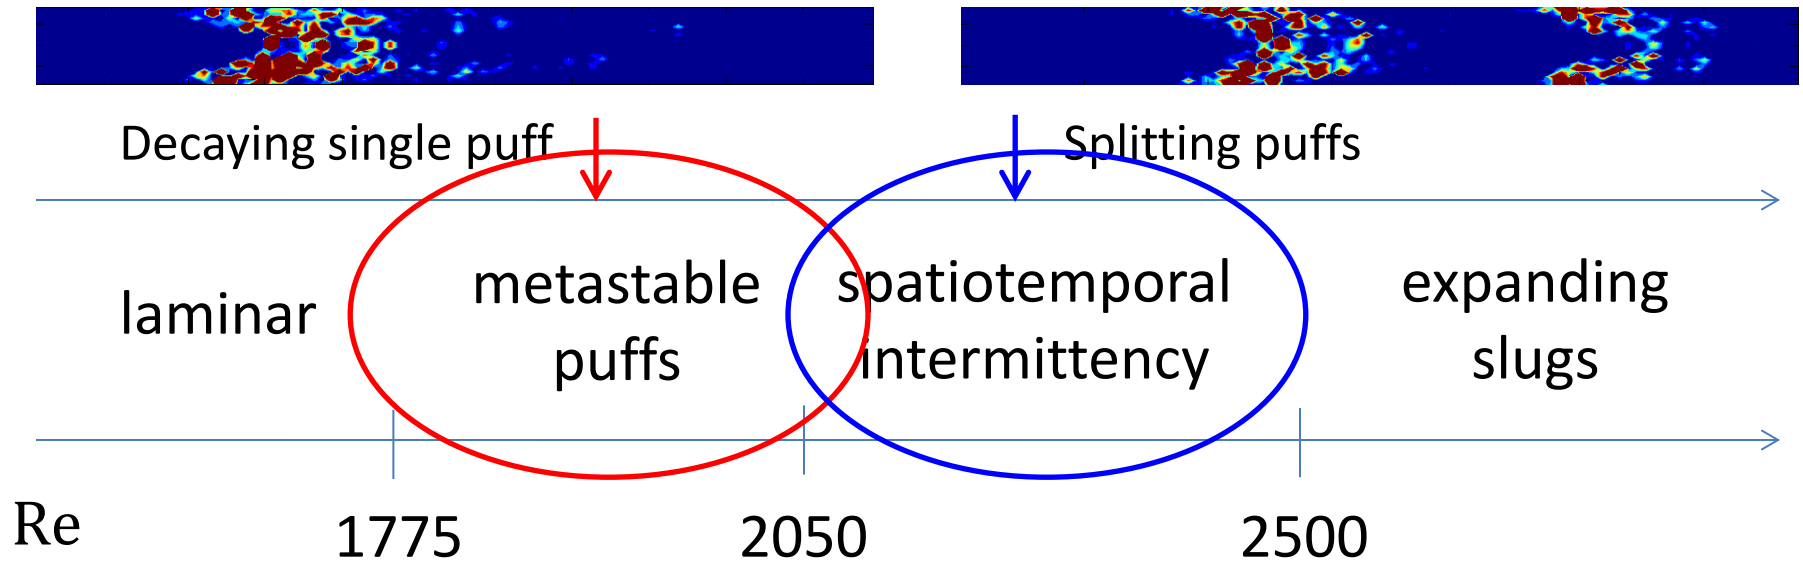 Decaying single puff
Splitting puffs
laminar
metastable
puffs
spatiotemporal
intermittency
expanding
slugs
Re
1775
2050
2500